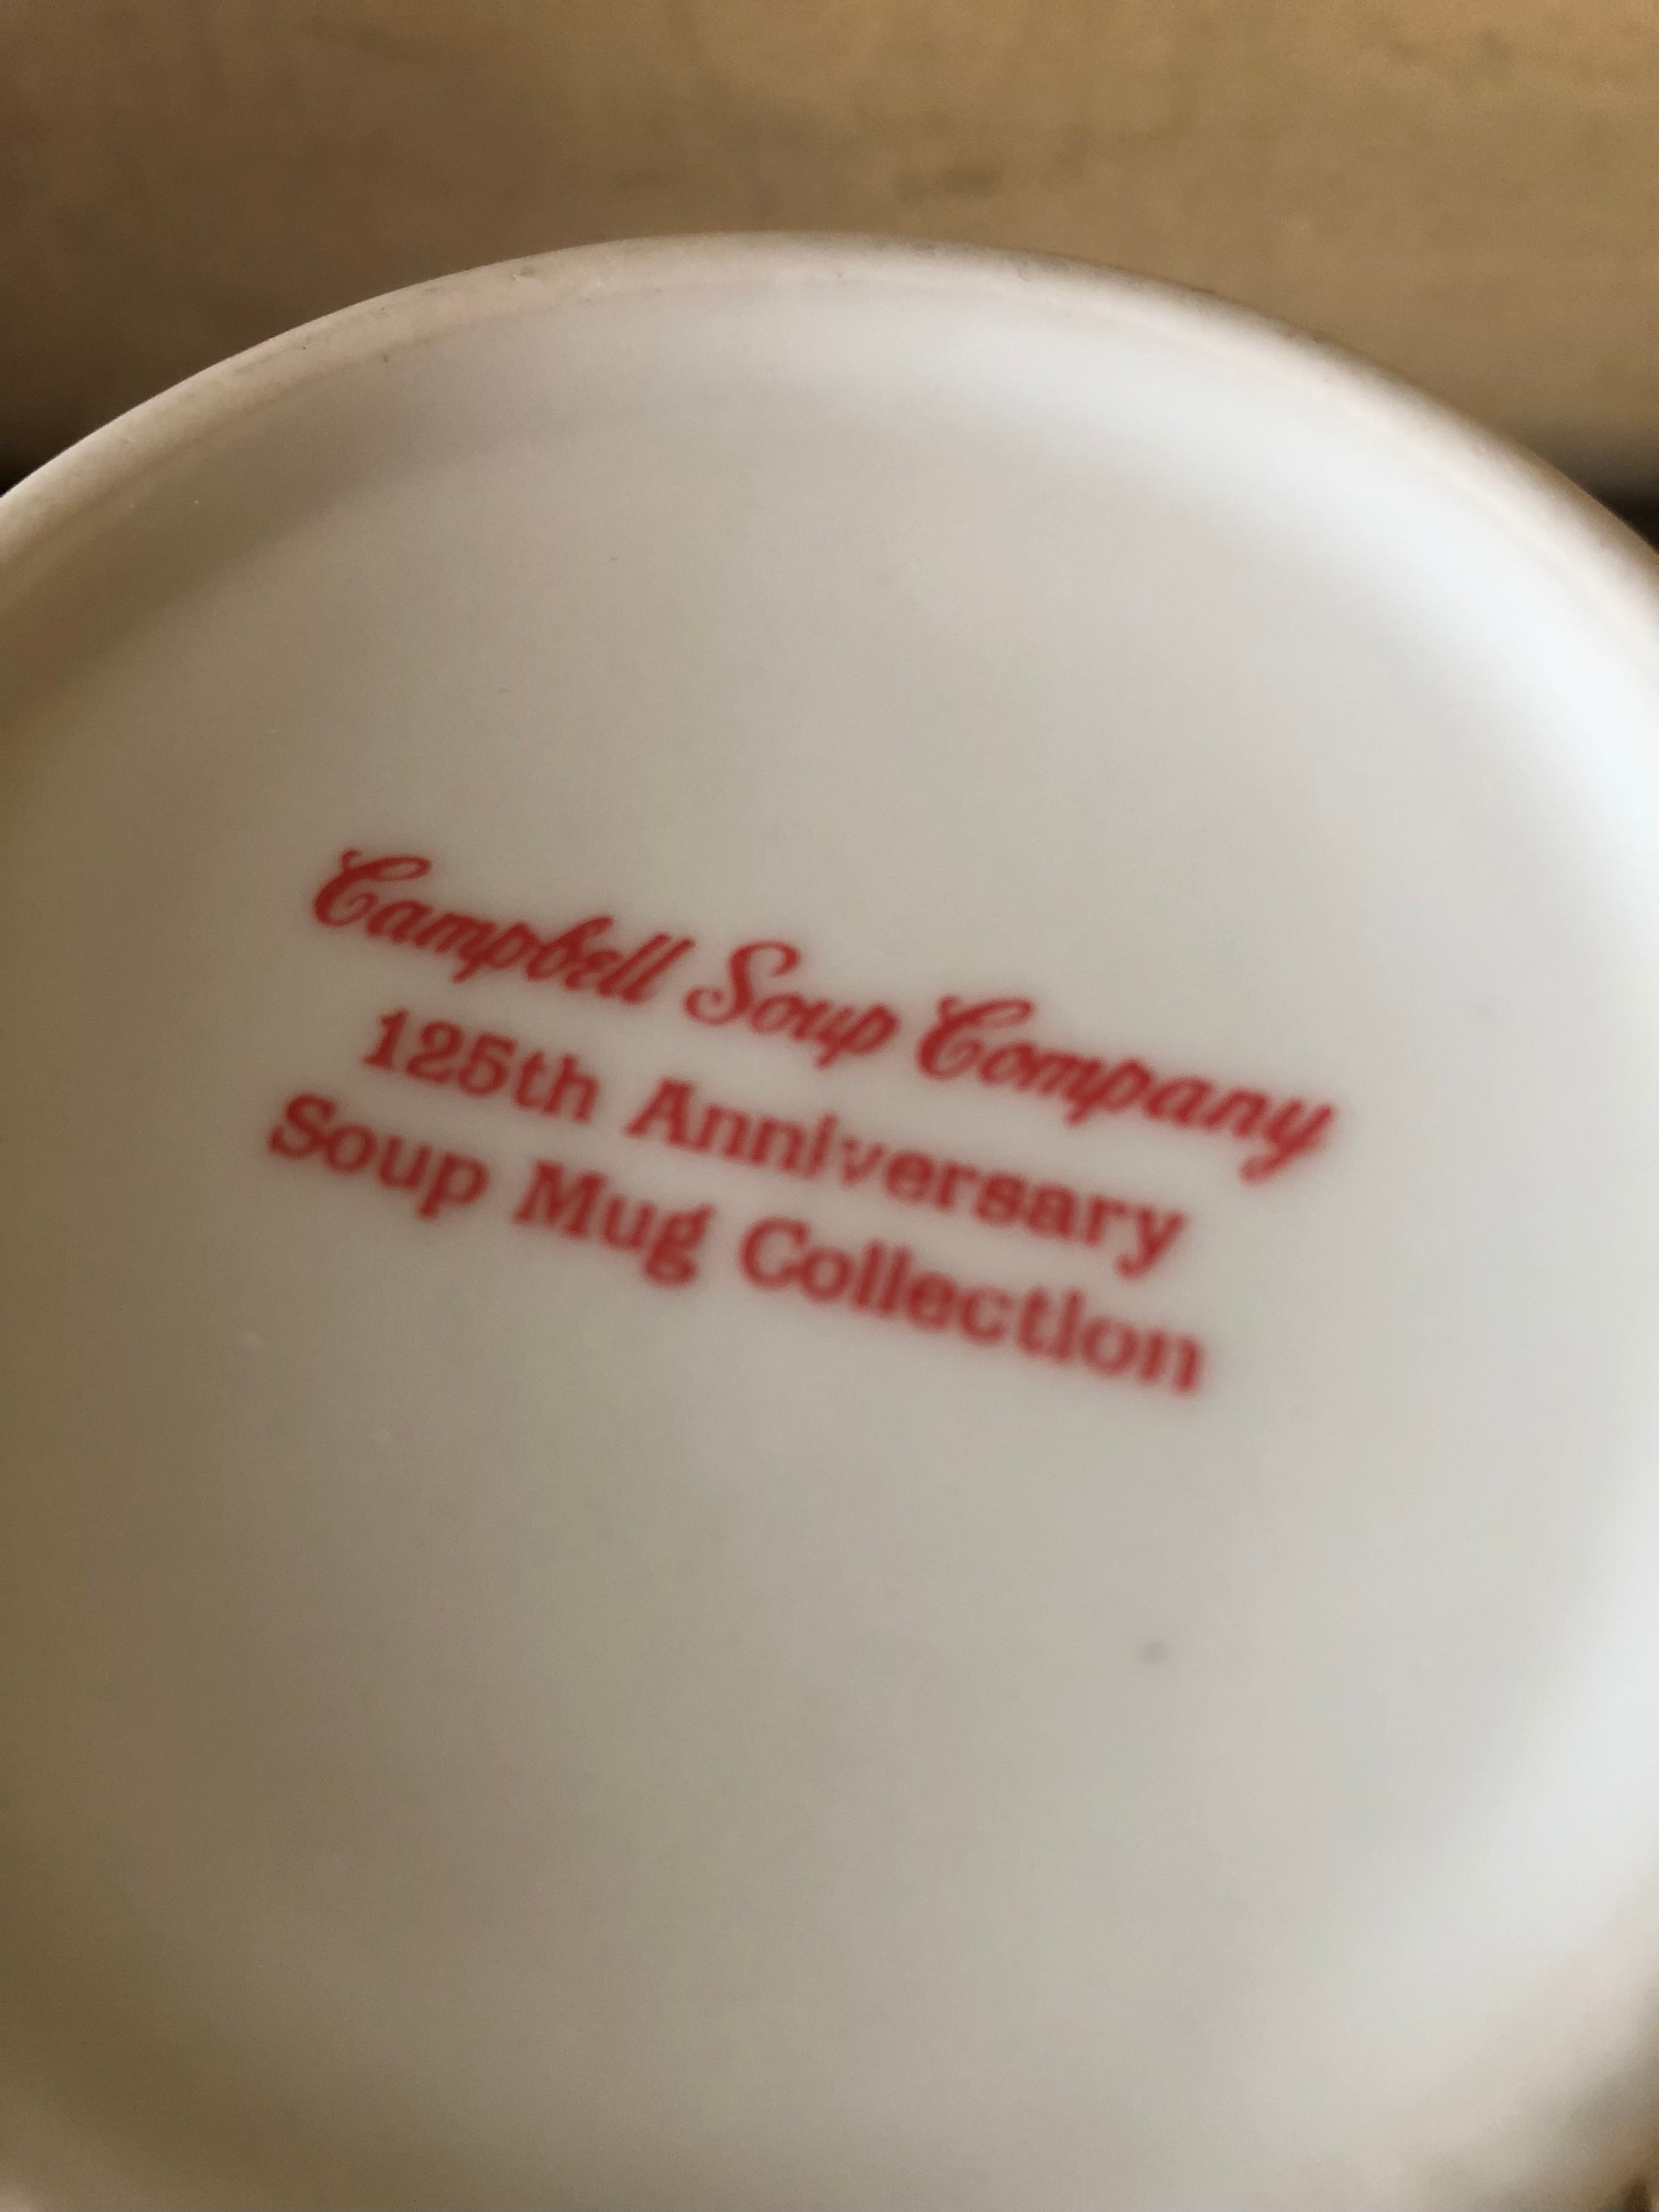 Campbell Soup Company
125th Anniversary
Soup Mug Collection